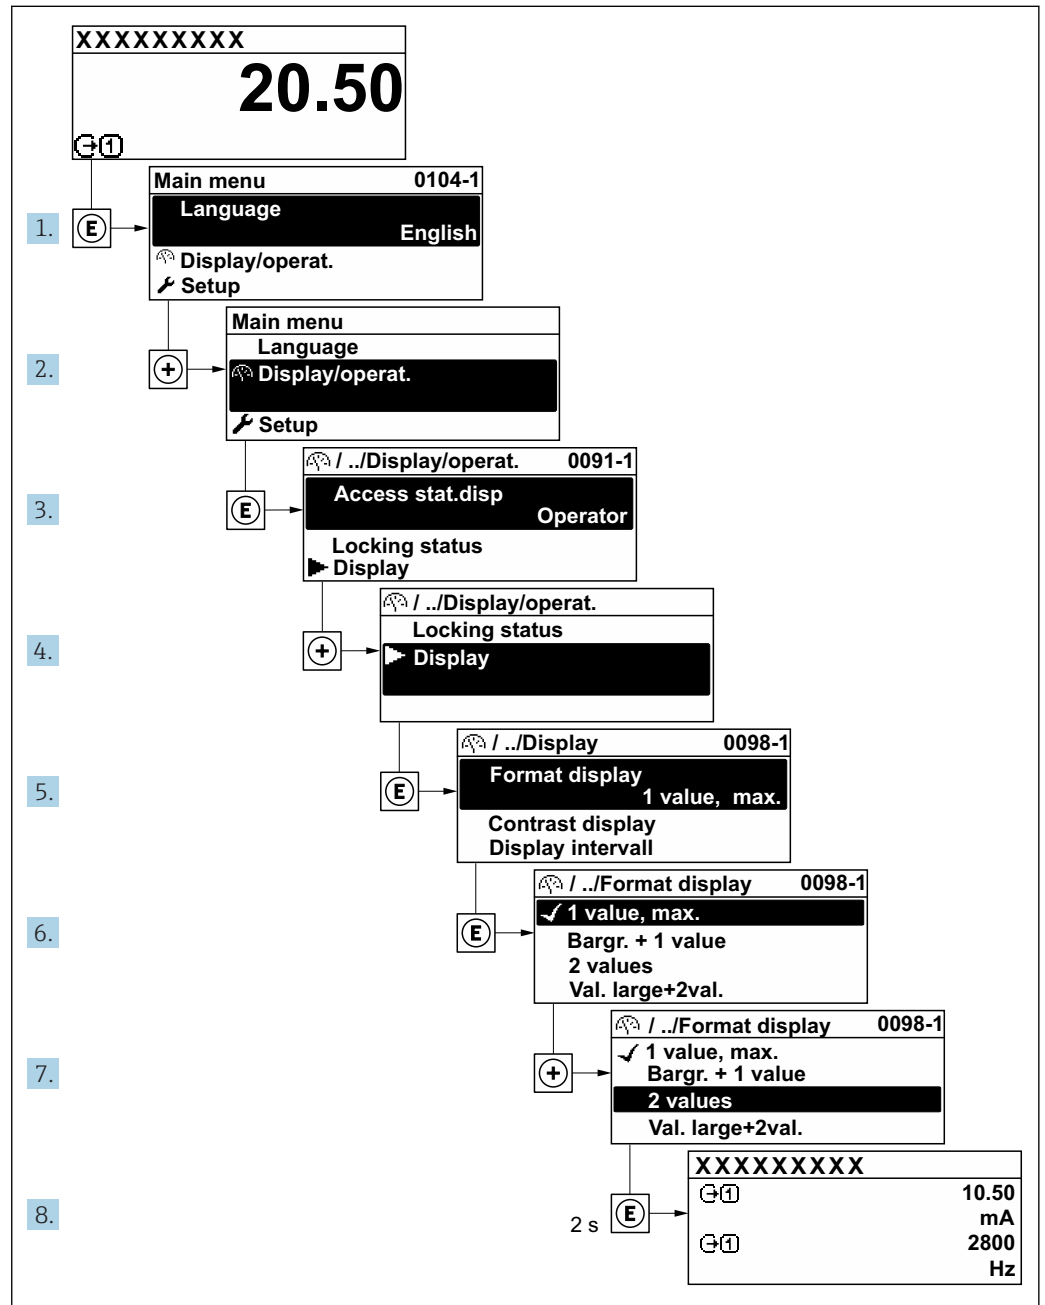 XXXXXXXXX
20.50
1
Main menu 0104-1
Language
English
1. E
Display/operat.
Setup
Main menu
Language
2. + Display/operat.
Setup
/ ../Display/operat. 0091-1
Access stat.disp
3. E Operator
Locking status
Display
/ ../Display/operat.
Locking status
4. + Display
/ ../Display 0098-1
Format display
5. E 1 value, max.
Contrast display
Display intervall
/ ../Format display 0098-1
✓ 1 value, max.
6. E Bargr. + 1 value
2 values
Val. large+2val.
/ ../Format display 0098-1
✓ 1 value, max.
7. + Bargr. + 1 value
2 values
Val. large+2val.
XXXXXXXXX
1 10.50
8. 2 s E mA
1 2800
Hz